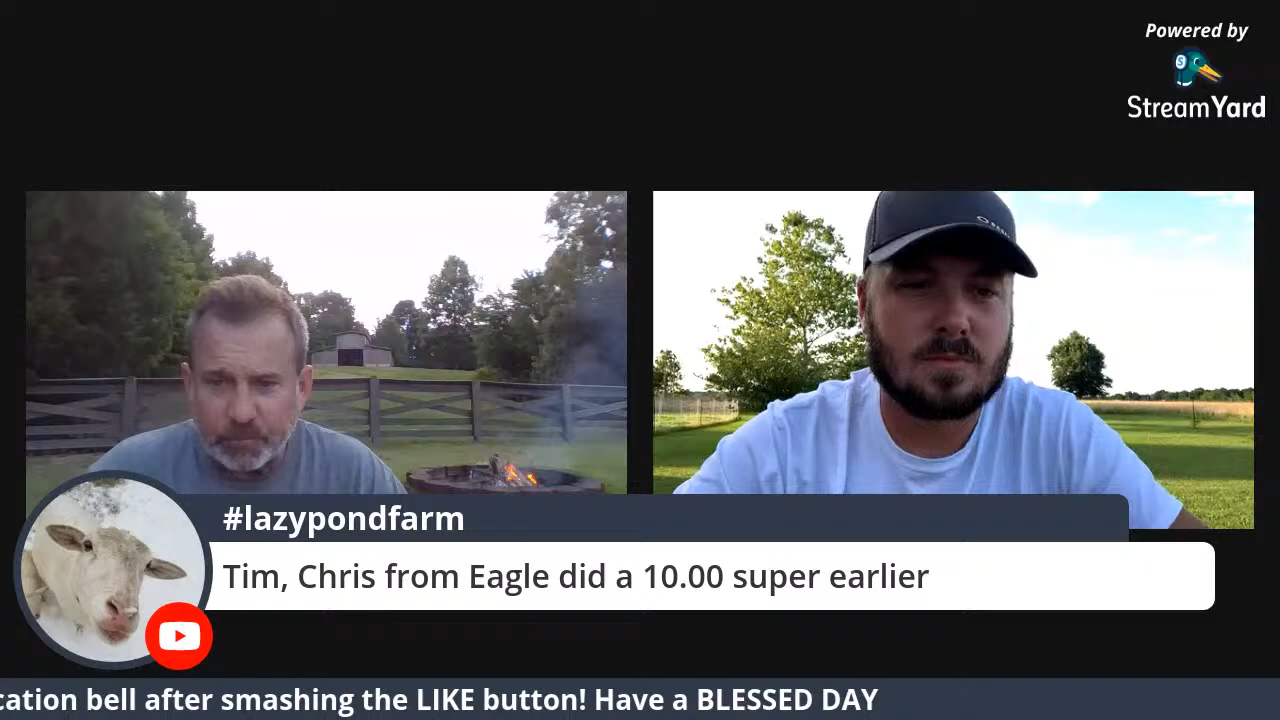 Powered by
StreamYard
#lazypondfarm
Tim, Chris from Eagle did a 10.00 super earlier
cation bell after smashing the LIKE button! Have a BLESSED DAY